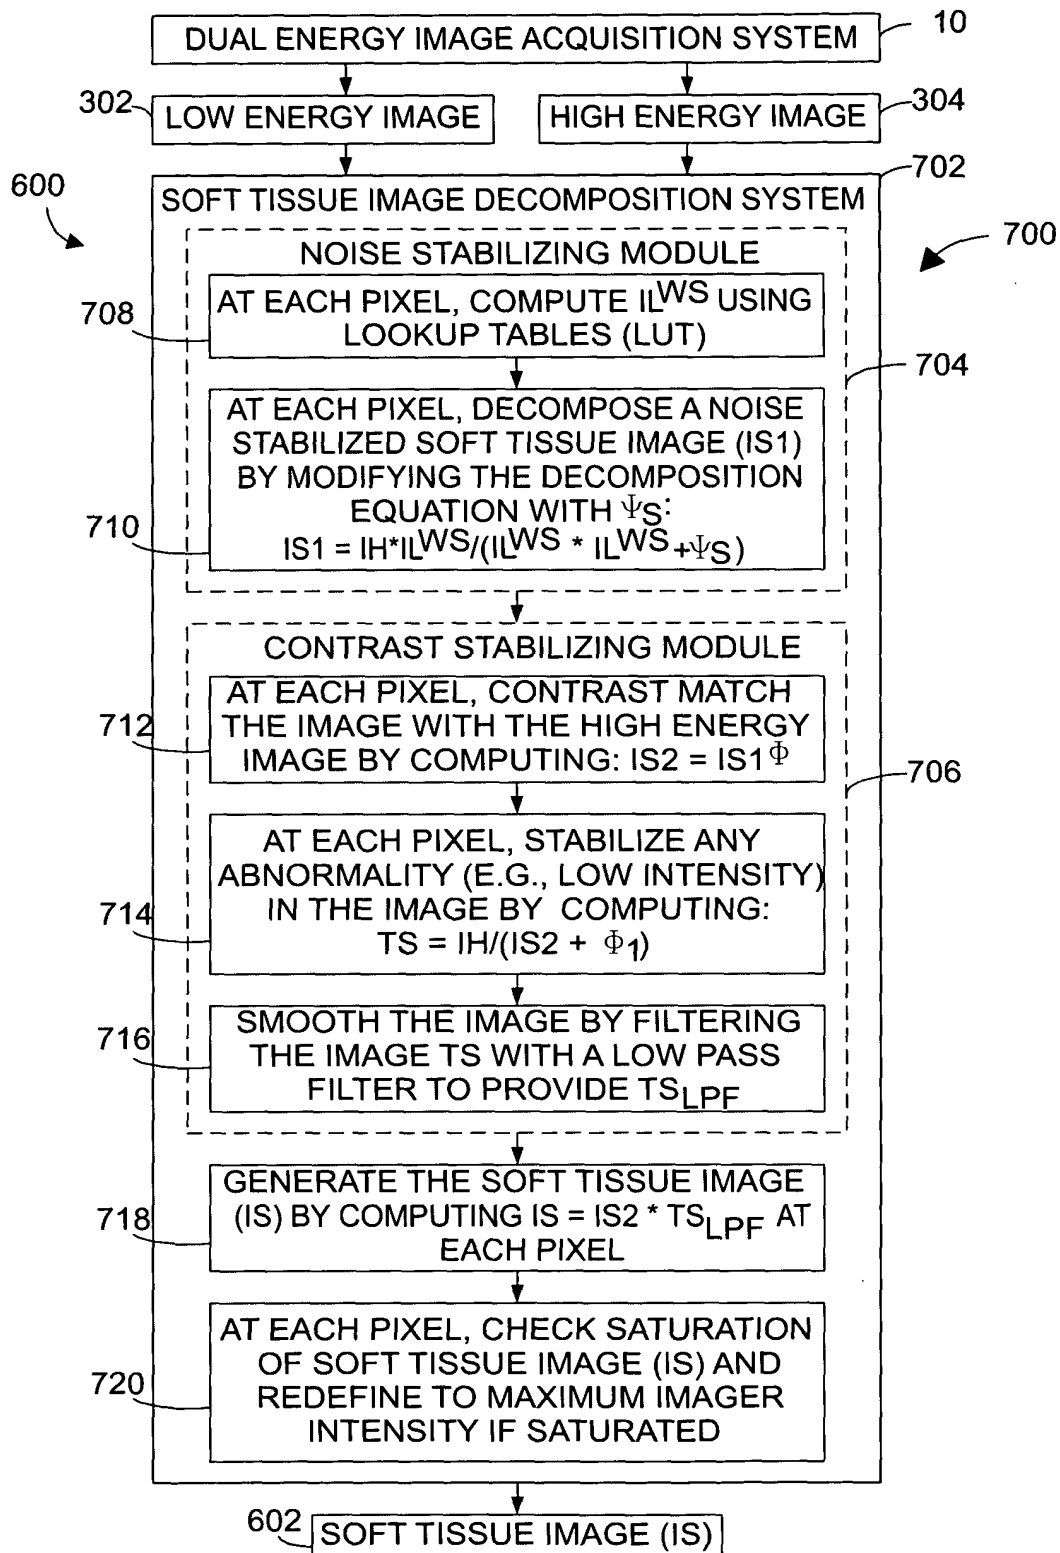 DUAL ENERGY IMAGE ACQUISITION SYSTEM
10
302
LOW ENERGY IMAGE
HIGH ENERGY IMAGE
304
600
702
SOFT TISSUE IMAGE DECOMPOSITION SYSTEM
700
NOISE STABILIZING MODULE
708
AT EACH PIXEL, COMPUTE IL^WS USING
LOOKUP TABLES (LUT)
704
AT EACH PIXEL, DECOMPOSE A NOISE
STABILIZED SOFT TISSUE IMAGE (IS1)
BY MODIFYING THE DECOMPOSITION
EQUATION WITH Ψ_S:
710
IS1 = IH*IL^WS/(IL^WS * IL^WS+Ψ_S)
CONTRAST STABILIZING MODULE
712
AT EACH PIXEL, CONTRAST MATCH
THE IMAGE WITH THE HIGH ENERGY
IMAGE BY COMPUTING: IS2 = IS1^Φ
706
AT EACH PIXEL, STABILIZE ANY
ABNORMALITY (E.G., LOW INTENSITY)
714
IN THE IMAGE BY COMPUTING:
TS = IH/(IS2 + Φ_1)
716
SMOOTH THE IMAGE BY FILTERING
THE IMAGE TS WITH A LOW PASS
FILTER TO PROVIDE TS_LPF
GENERATE THE SOFT TISSUE IMAGE
718
(IS) BY COMPUTING IS = IS2 * TS_LPF AT
EACH PIXEL
AT EACH PIXEL, CHECK SATURATION
OF SOFT TISSUE IMAGE (IS) AND
720
REDEFINE TO MAXIMUM IMAGER
INTENSITY IF SATURATED
602
SOFT TISSUE IMAGE (IS)